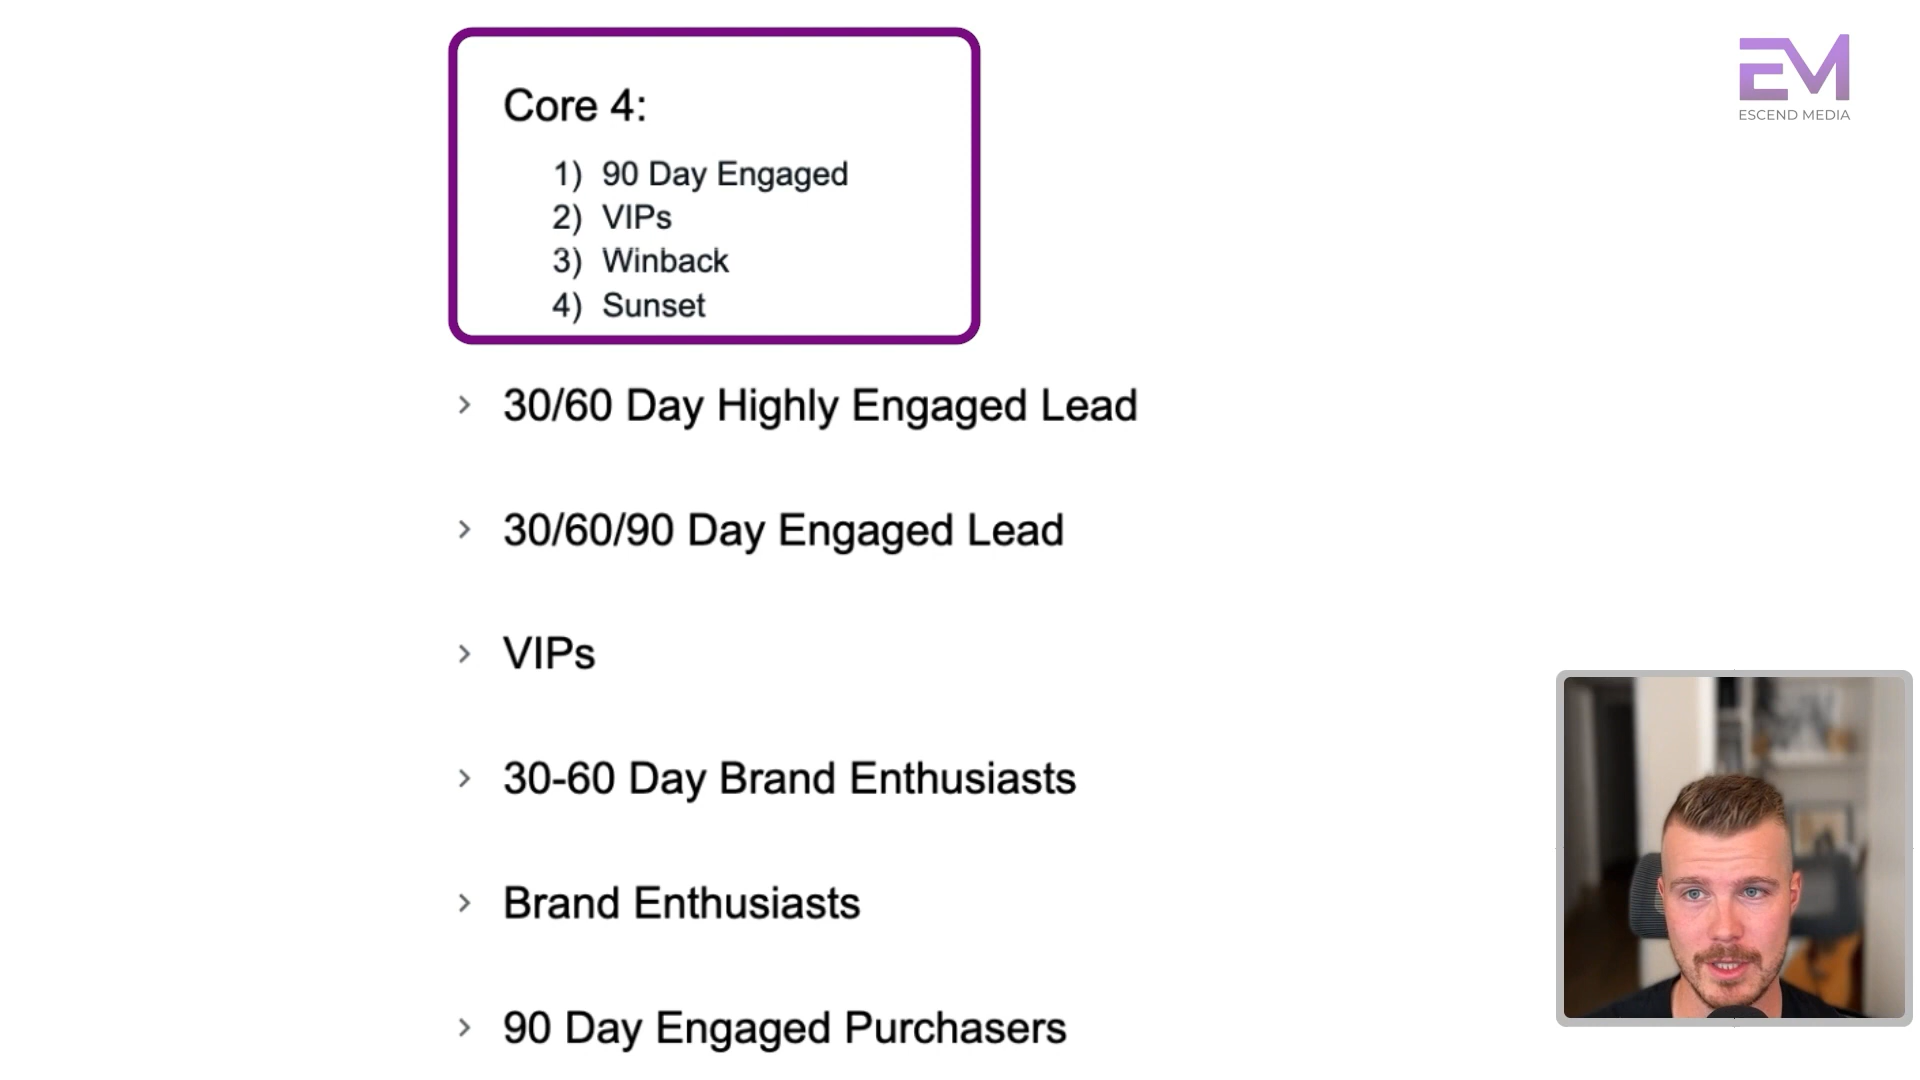 Core 4:
1) 90 Day Engaged
2) VIPs
3) Winback
4) Sunset
30/60 Day Highly Engaged Lead
30/60/90 Day Engaged Lead
VIPs
30-60 Day Brand Enthusiasts
Brand Enthusiasts
90 Day Engaged Purchasers
EM
ESCEND MEDIA